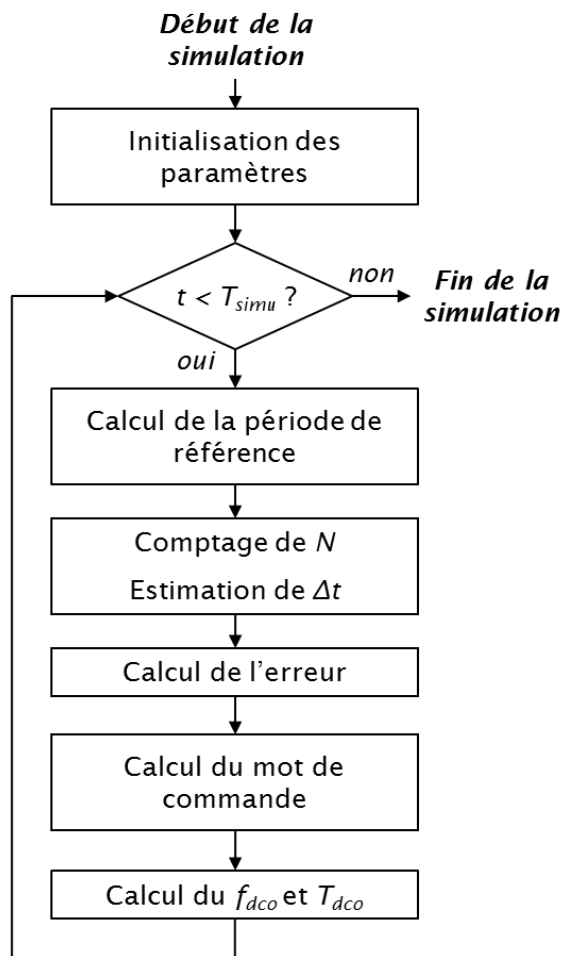 Début de la
simulation
Initialisation des
paramètres
t < Tsimu ?
non
Fin de la
simulation
oui
Calcul de la période de
référence
Comptage de N
Estimation de Δt
Calcul de l'erreur
Calcul du mot de
commande
Calcul du fdco et Tdco